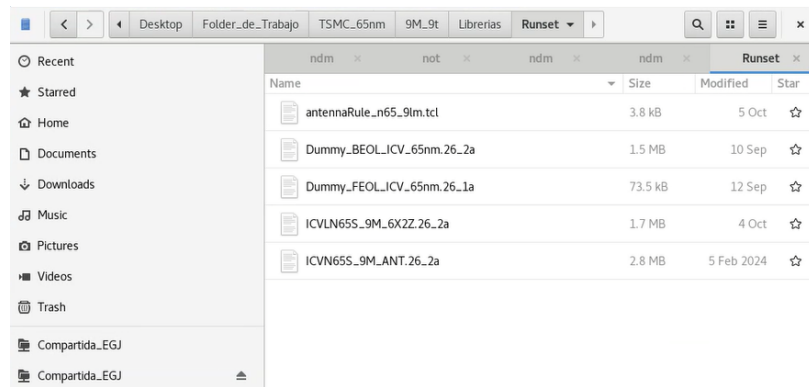 Desktop Folder_de_Trabajo TSMC_65nm 9M_9t Librerias Runset
ndm not ndm ndm Runset
Name Size Modified Star
Recent
Starred
Home
Documents
Downloads
Music
Pictures
Videos
Trash
Compartida_EGJ
Compartida_EGJ
antennaRule_n65_9lm.tcl 3.8 kB 5 Oct
Dummy_BEOL_ICV_65nm.26_2a 1.5 MB 10 Sep
Dummy_FEOL_ICV_65nm.26_1a 73.5 kB 12 Sep
ICVLN65S_9M_6X2Z.26_2a 1.7 MB 4 Oct
ICVN65S_9M_ANT.26_2a 2.8 MB 5 Feb 2024